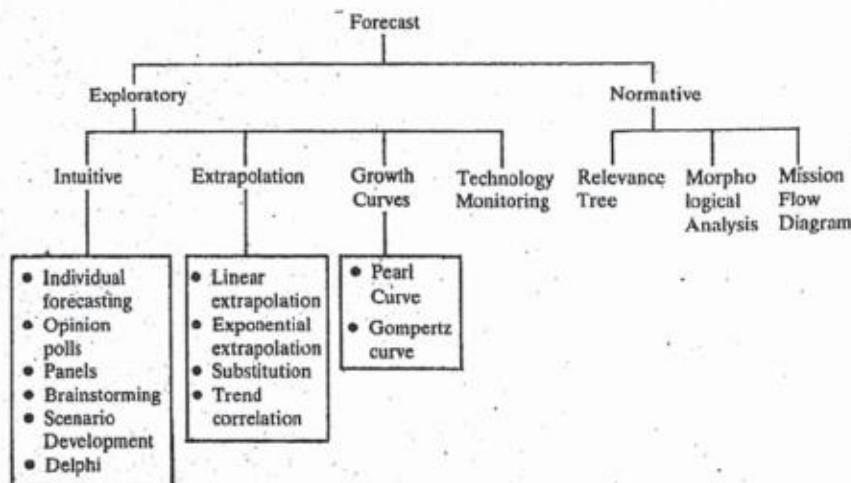 Forecast
Exploratory
Normative
Intuitive
Extrapolation
Growth
Curves
Technology
Monitoring
Relevance
Tree
Morpho
logical
Analysis
Mission
Flow
Diagram
● Individual
forecasting
● Opinion
polls
● Panels
● Brainstorming
● Scenario
Development
● Delphi
● Linear
extrapolation
● Exponential
extrapolation
● Substitution
● Trend
correlation
● Pearl
Curve
● Gompertz
curve